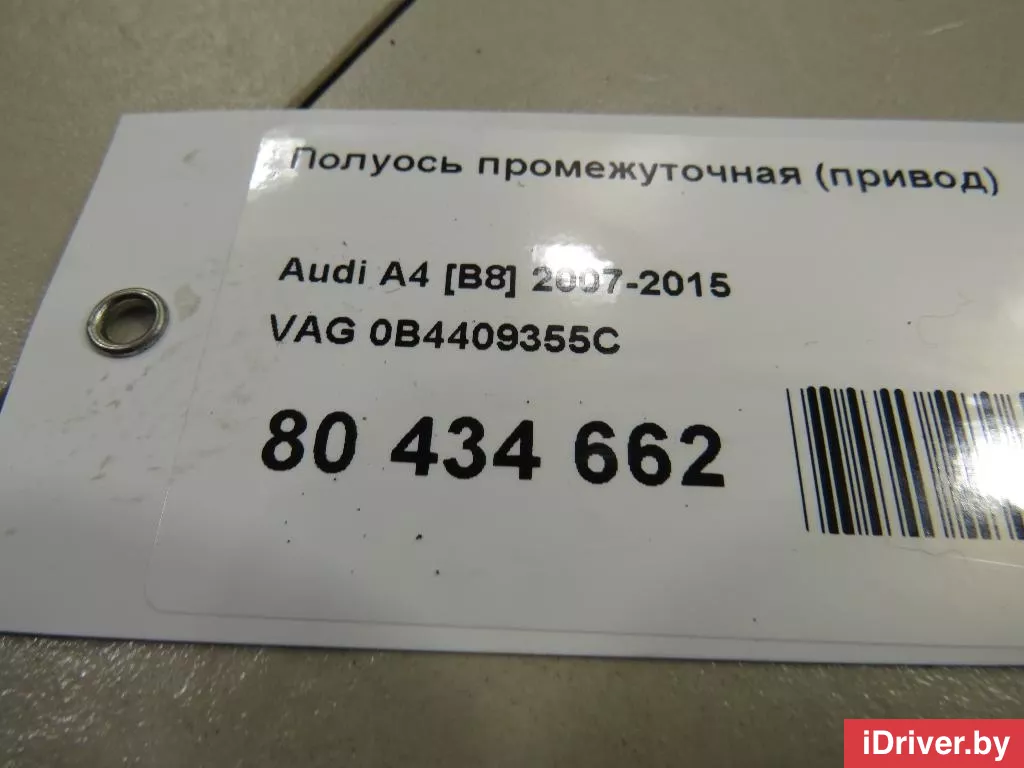 Полуось промежуточная (привод)
Audi A4 [B8] 2007-2015
VAG 0B4409355C
80 434 662
iDriver.by